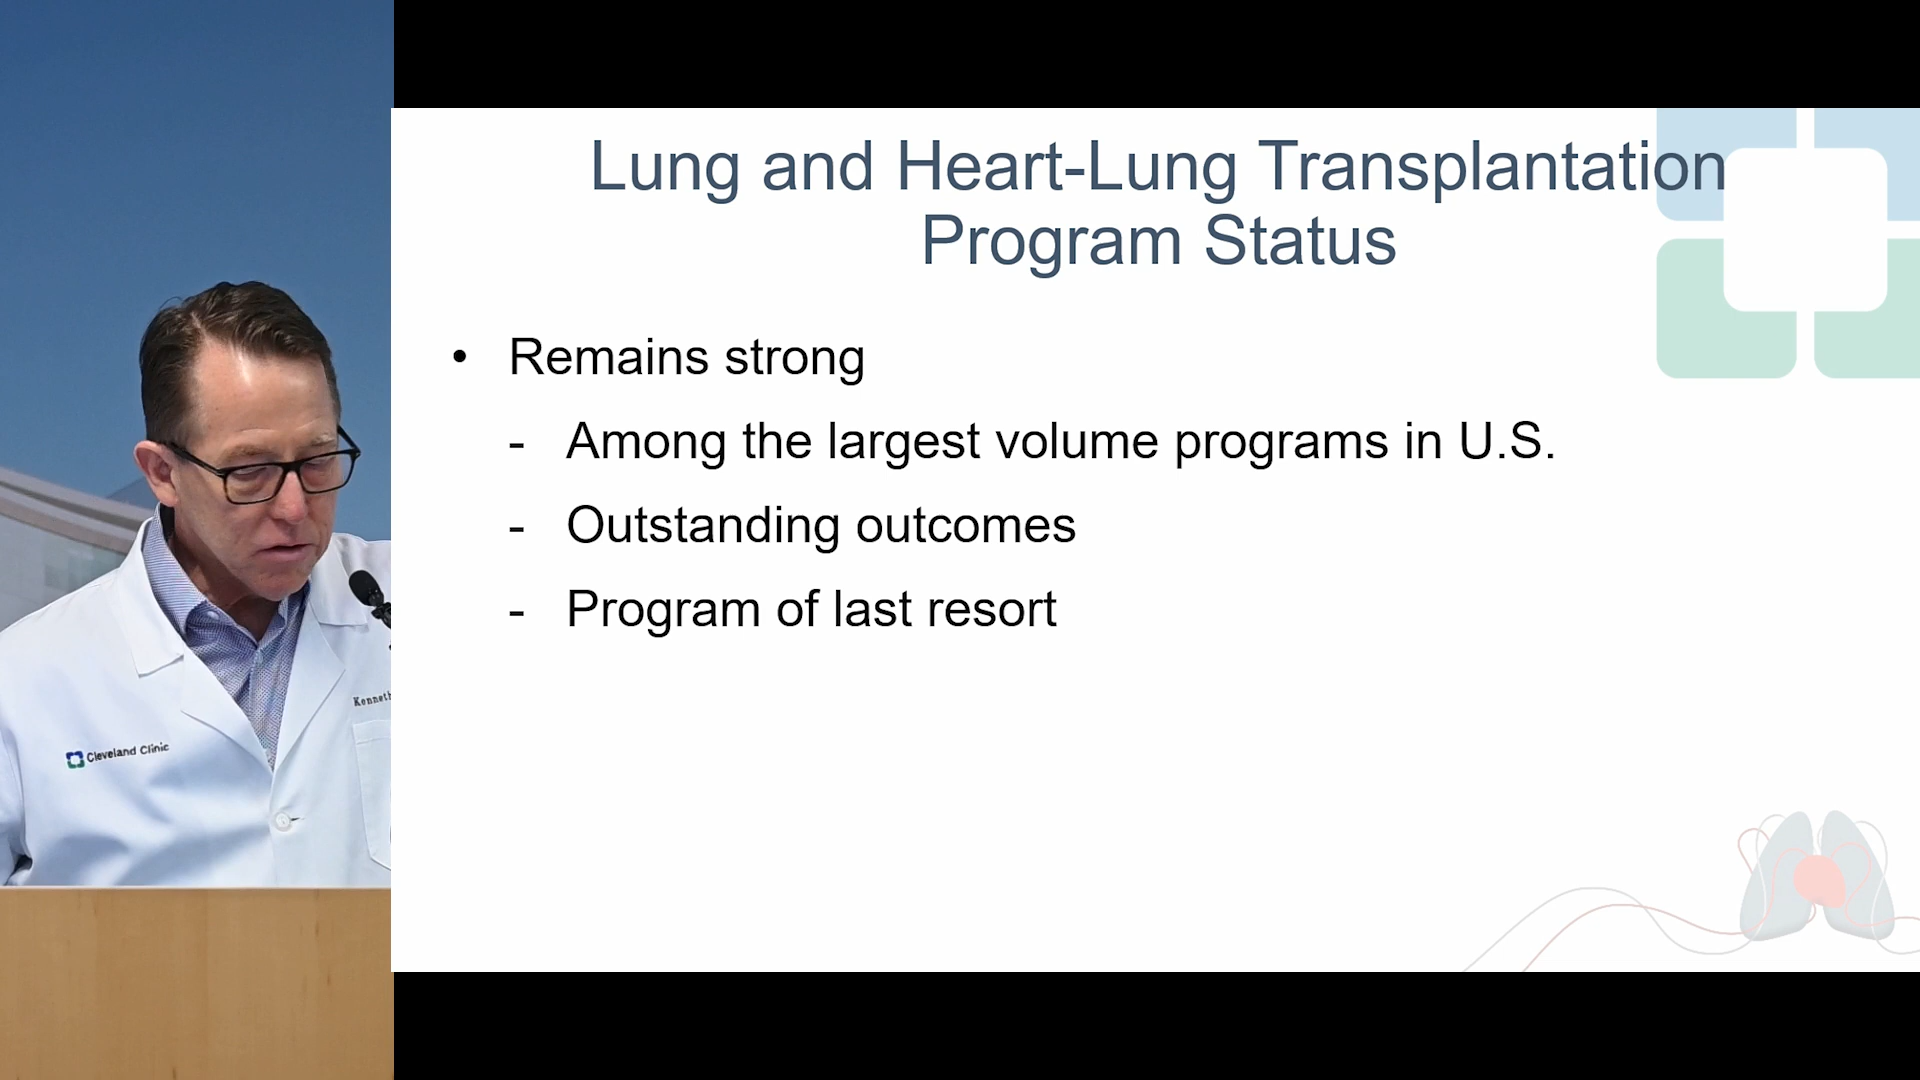 Lung and Heart-Lung Transplantation
Program Status
• Remains strong
- Among the largest volume programs in U.S.
- Outstanding outcomes
- Program of last resort
Kenneth
Cleveland Clinic